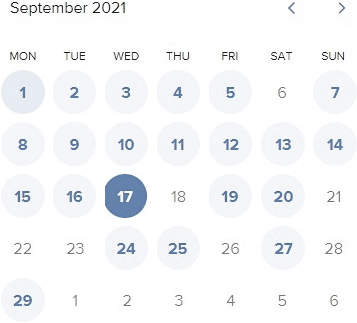 September 2021
MON TUE WED THU FRI SAT SUN
1 2 3 4 5 6 7
8 9 10 11 12 13 14
15 16 17 18 19 20 21
22 23 24 25 26 27 28
29 1 2 3 4 5 6